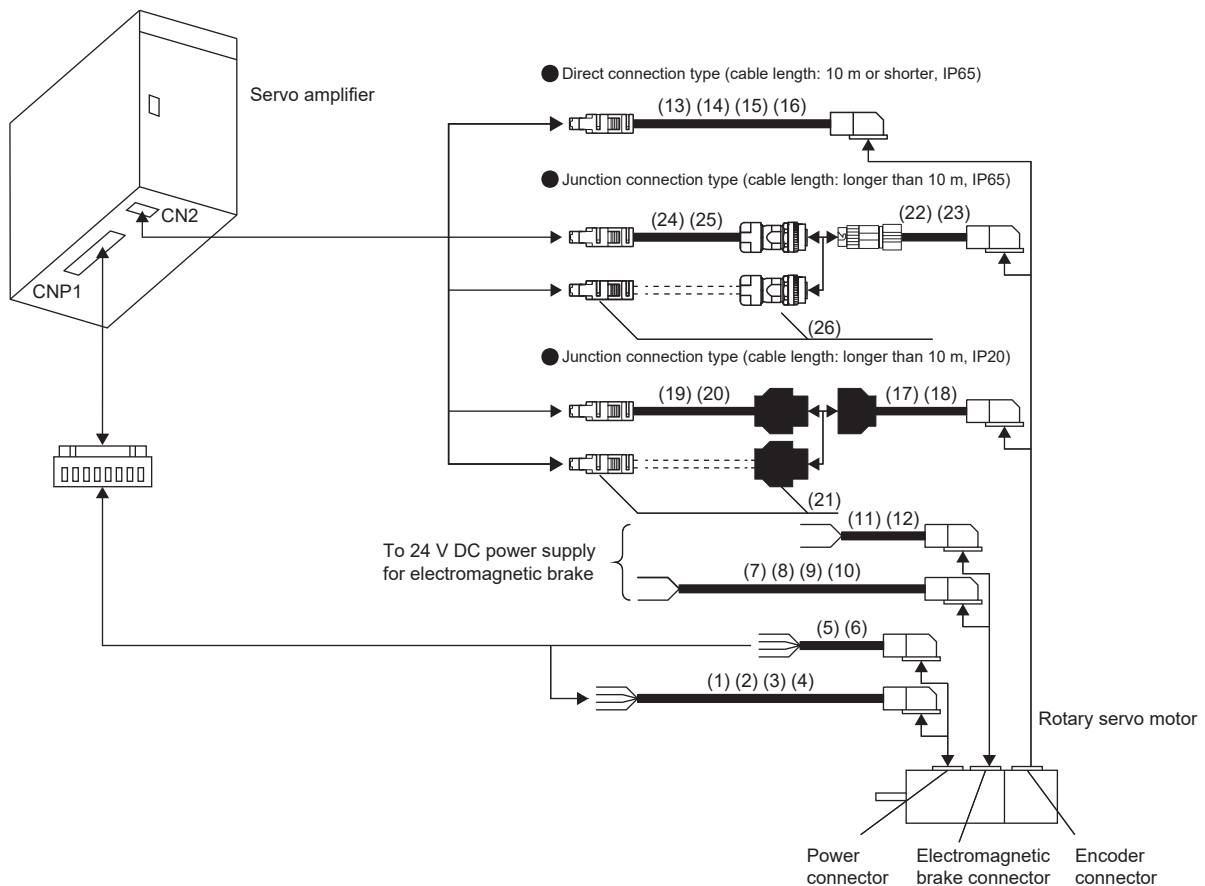 ● Direct connection type (cable length: 10 m or shorter, IP65)
Servo amplifier
(13) (14) (15) (16)
● Junction connection type (cable length: longer than 10 m, IP65)
CN2
(24) (25)
(22) (23)
CNP1
(26)
● Junction connection type (cable length: longer than 10 m, IP20)
(19) (20)
(17) (18)
(21)
(11) (12)
To 24 V DC power supply
for electromagnetic brake
(7) (8) (9) (10)
(5) (6)
(1) (2) (3) (4)
Rotary servo motor
Power
connector
Electromagnetic
brake connector
Encoder
connector